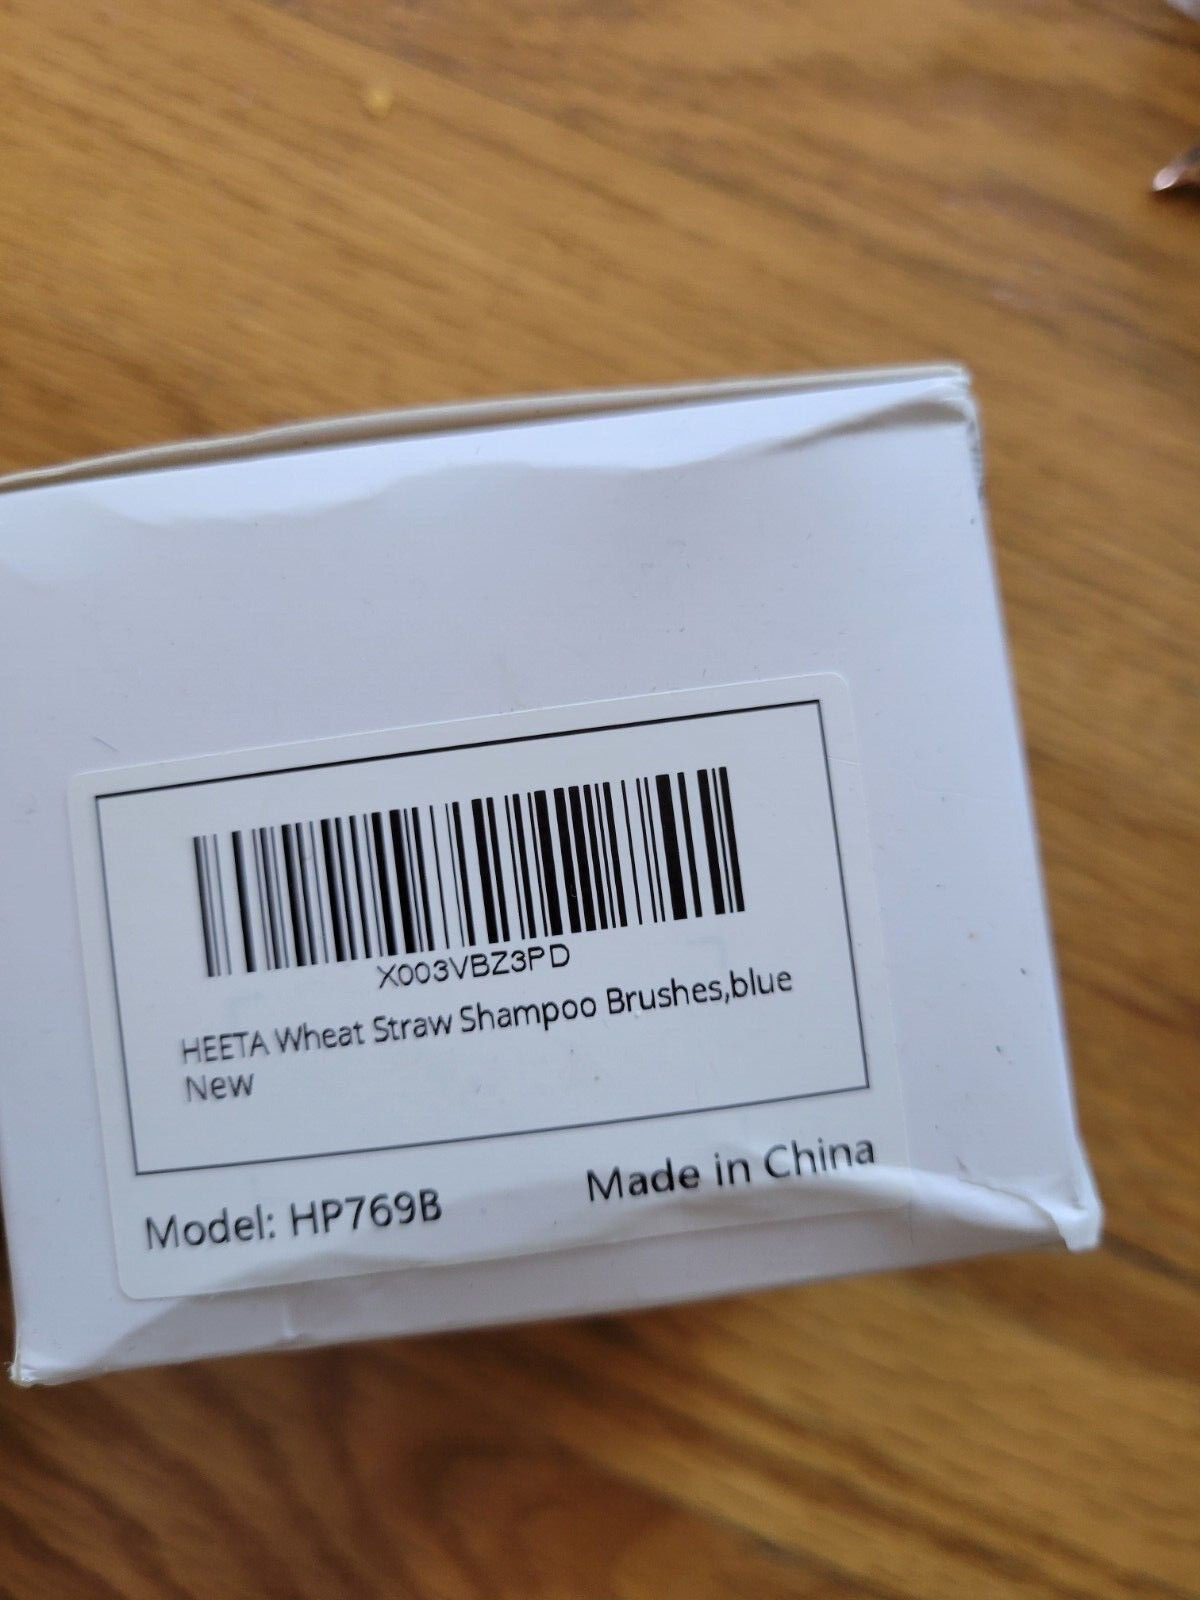 X003VBZ3PD
HEETA Wheat Straw Shampoo Brushes,blue
New
Model: HP769B
Made in China